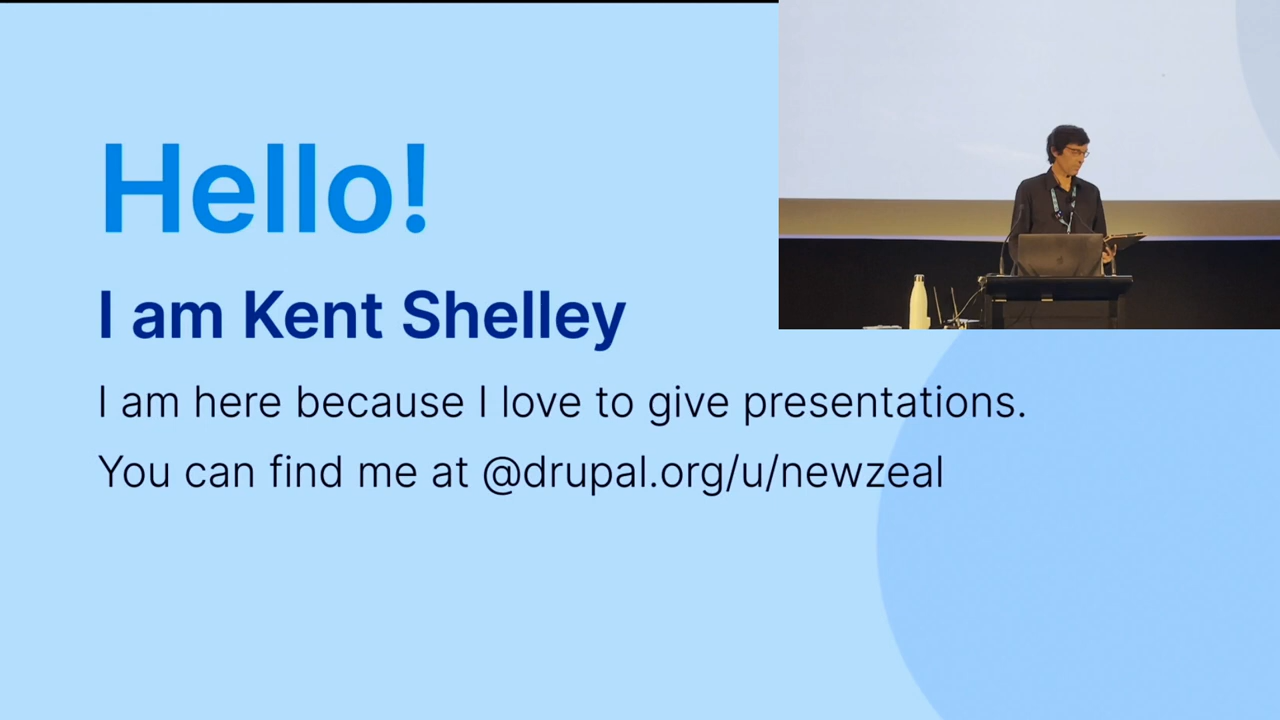 Hello!
I am Kent Shelley
I am here because I love to give presentations.
You can find me at @drupal.org/u/newzeal